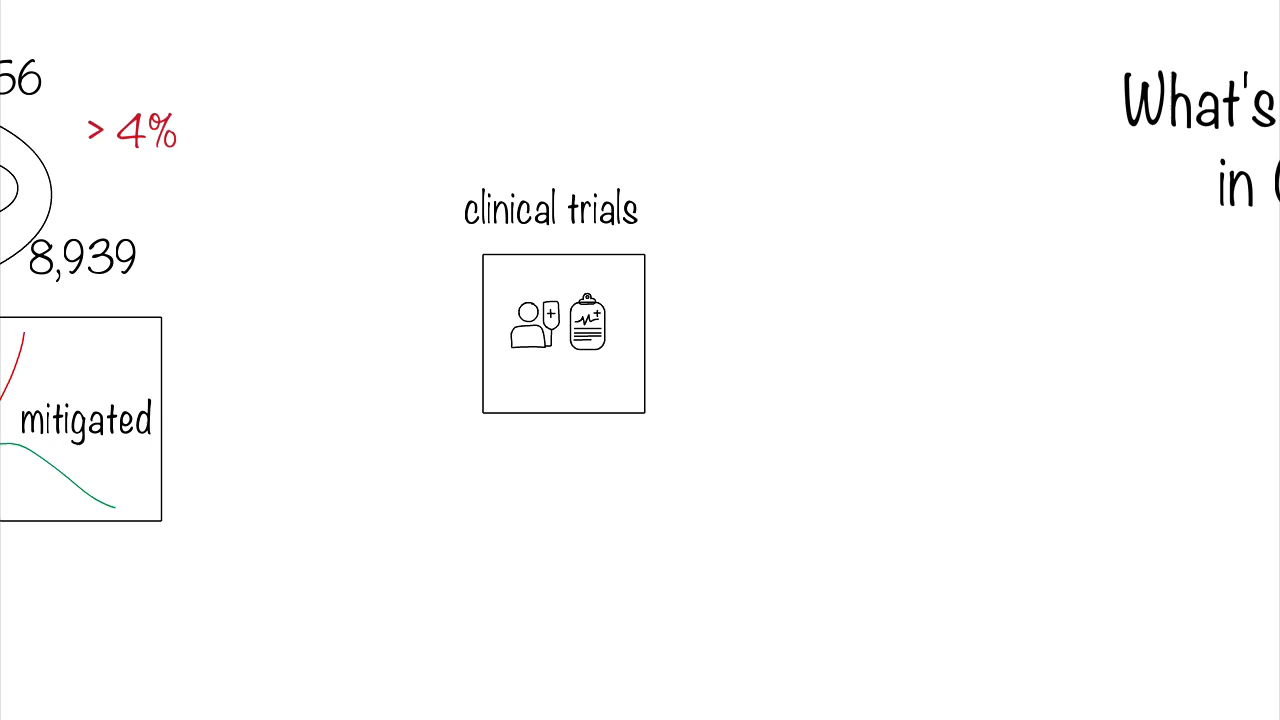 56
> 4%
8,939
mitigated
clinical trials
What's
in